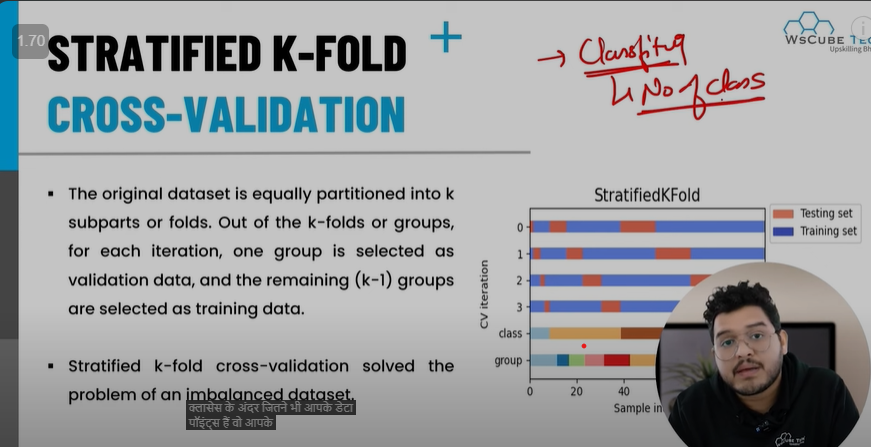 1.70
STRATIFIED K-FOLD
CROSS-VALIDATION
→ Classifing
↳ No of class
WSCUBE TEC
Upskilling Bh
▪ The original dataset is equally partitioned into k
subparts or folds. Out of the k-folds or groups,
for each iteration, one group is selected as
validation data, and the remaining (k-1) groups
are selected as training data.
▪ Stratified k-fold cross-validation solved the
problem of an imbalanced dataset.
StratifiedKFold
Testing set
Training set
CV iteration
0
1
2
3
class
group
0 20 40
Sample in
क्लासेस के अंदर जितने भी आपके डेटा
पॉइंट्स हैं वो आपके